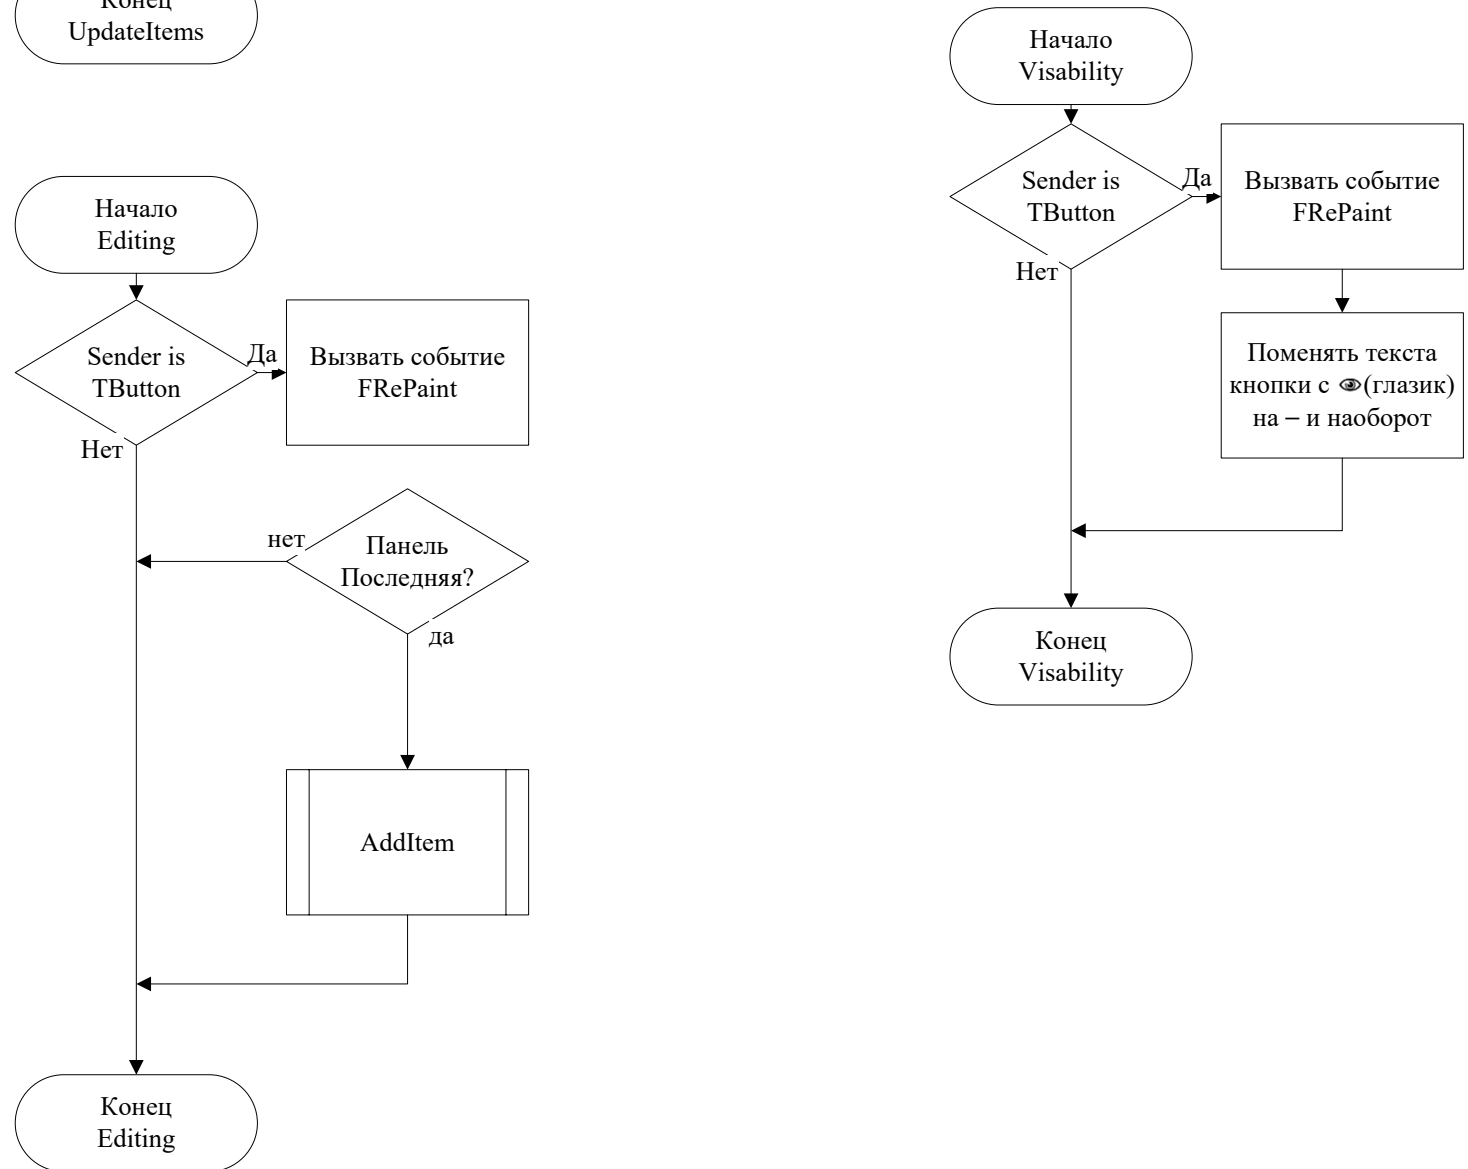 Конец
UpdateItems
Начало
Editing
Sender is
TButton
Да
Нет
Вызвать событие
FRePaint
нет
Панель
Последняя?
да
AddItem
Конец
Editing
Начало
Visability
Sender is
TButton
Да
Нет
Вызвать событие
FRePaint
Поменять текста
кнопки с 👁(глазик)
на – и наоборот
Конец
Visability